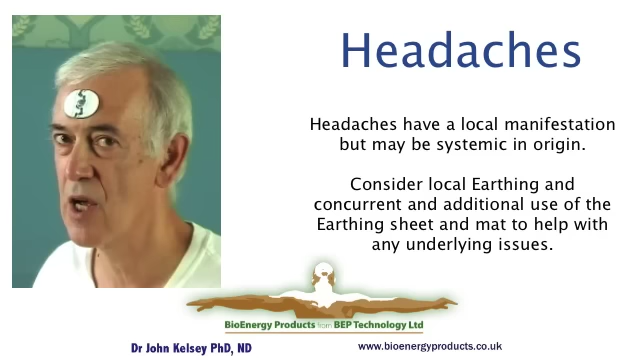 Headaches
Headaches have a local manifestation
but may be systemic in origin.
Consider local Earthing and
concurrent and additional use of the
Earthing sheet and mat to help with
any underlying issues.
BioEnergy Products from BEP Technology Ltd
Dr John Kelsey PhD, ND
www.bioenergyproducts.co.uk